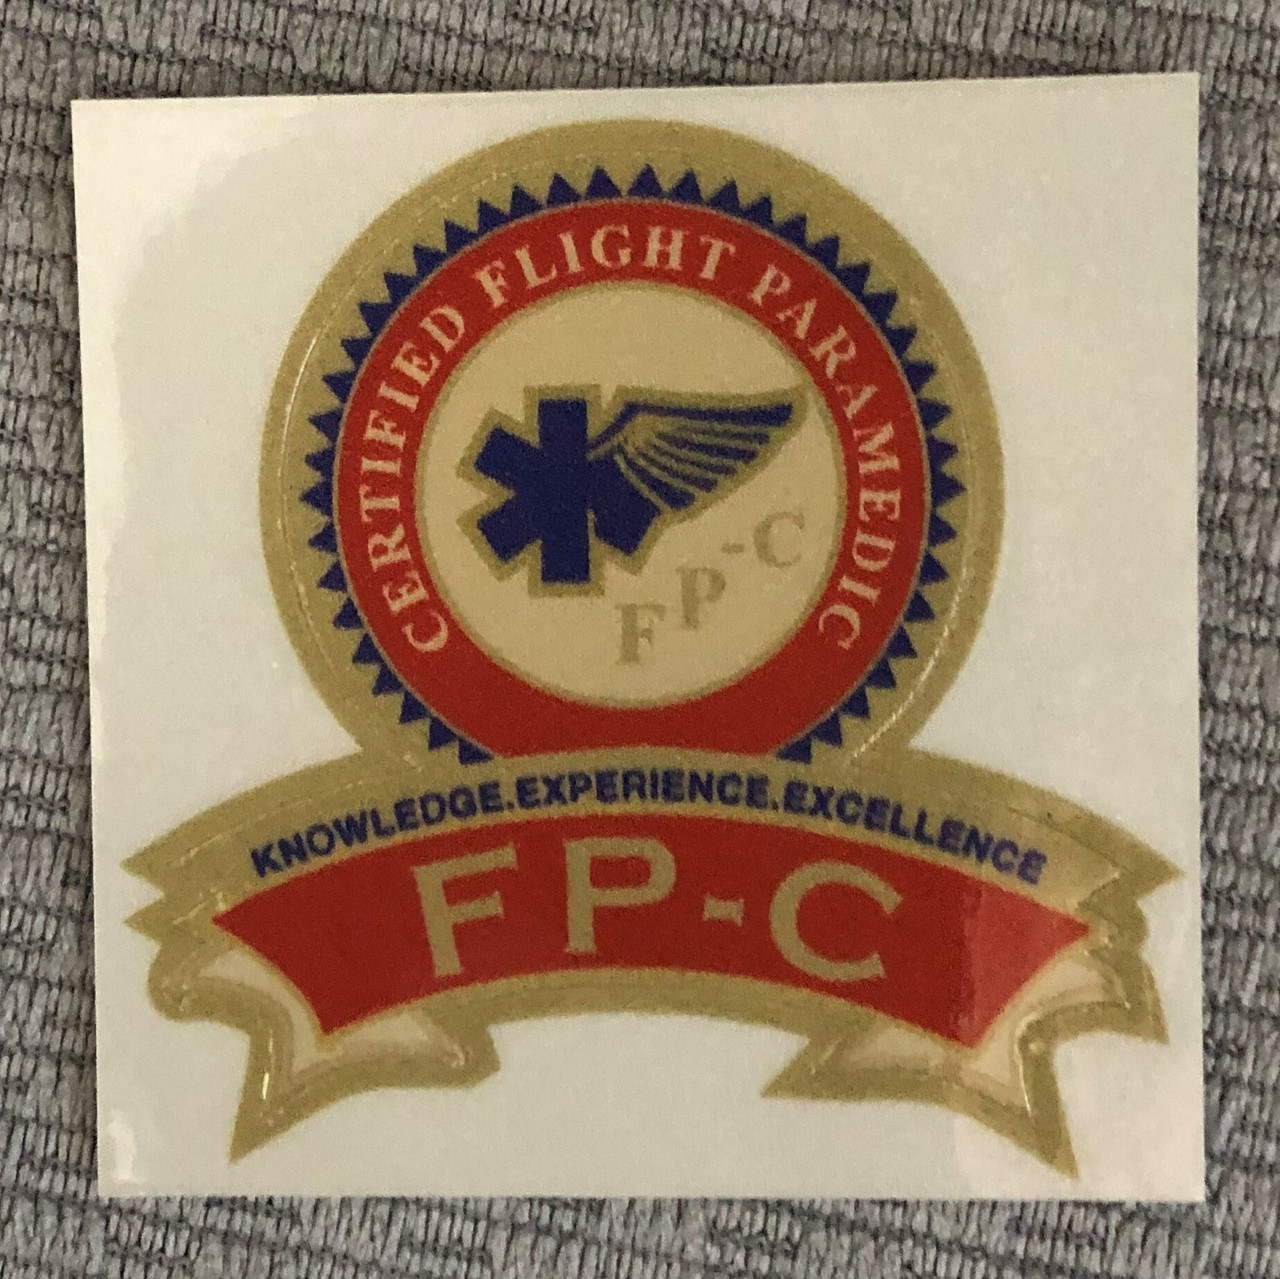 CERTIFIED FLIGHT PARAMEDIC
FP-C
KNOWLEDGE.EXPERIENCE.EXCELLENCE
FP-C